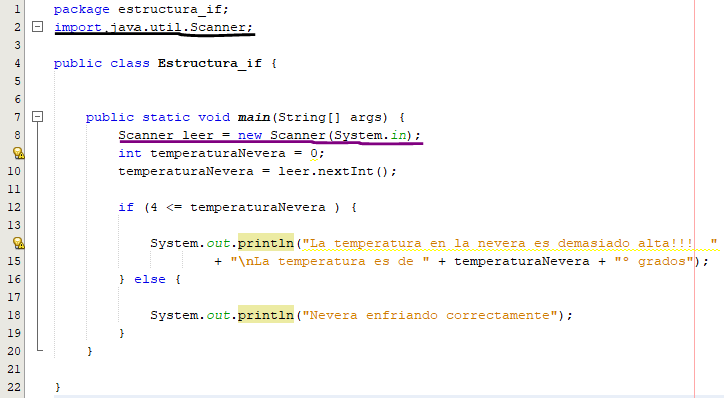 1 package estructura_if;
2 import java.util.Scanner;
3
4 public class Estructura_if {
5
6
7 public static void main(String[] args) {
8 Scanner leer = new Scanner(System.in);
int temperaturaNevera = 0;
10 temperaturaNevera = leer.nextInt();
11
12 if (4 <= temperaturaNevera ) {
13
System.out.println("La temperatura en la nevera es demasiado alta!!!  "
15 + "\nLa temperatura es de " + temperaturaNevera + "° grados");
16 } else {
17
18 System.out.println("Nevera enfriando correctamente");
19 }
20 }
21
22 }